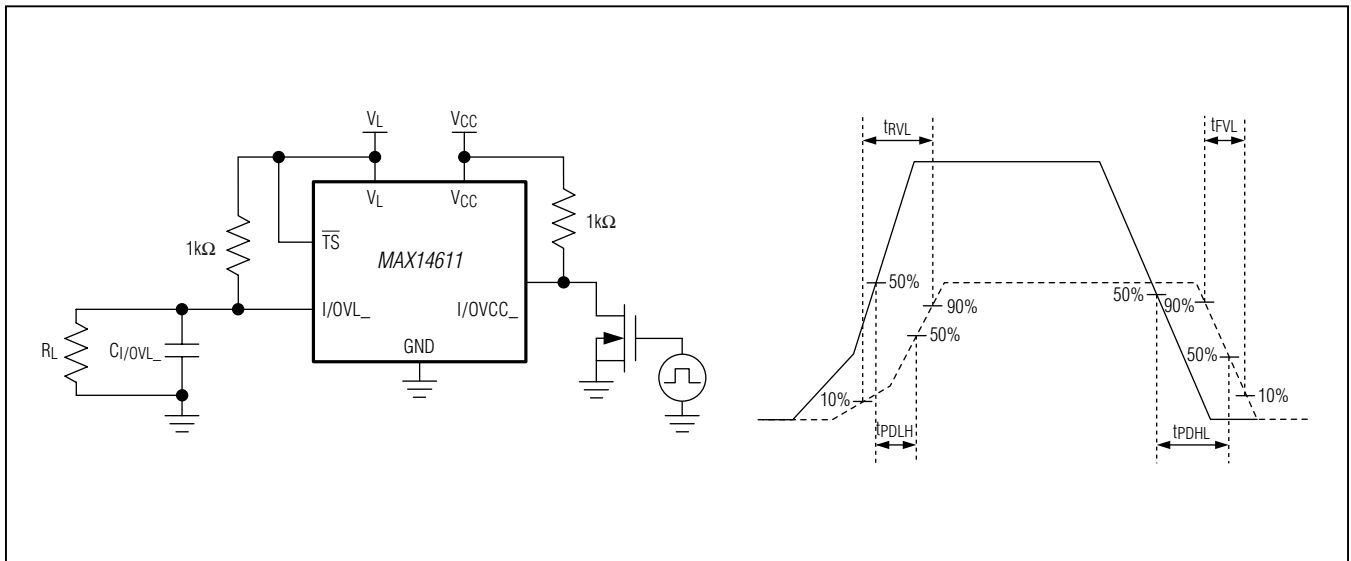 VL
VCC
tRVL
tFVL
VL
VCC
1kΩ
TS
MAX14611
1kΩ
I/OVL_
I/OVCC_
GND
RL
CI/OVL_
50%
90%
50%
10%
tPDLH
50%
90%
50%
10%
tPDHL